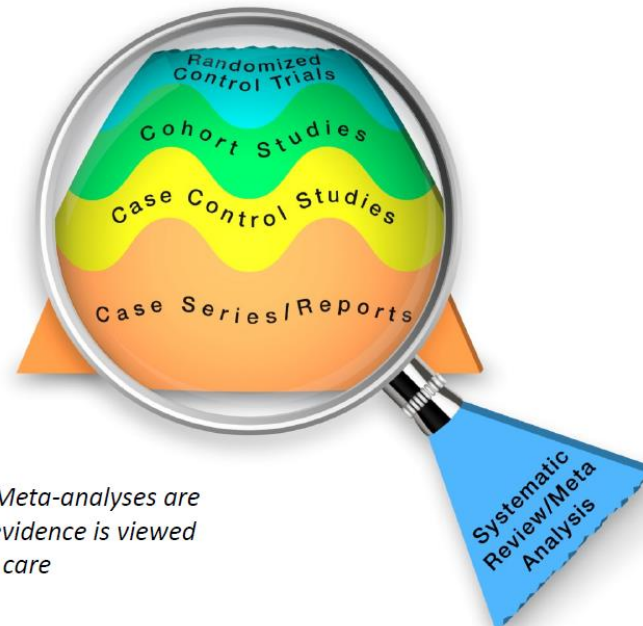 Randomized
Control Trials
Cohort Studies
Case Control Studies
Case Series/Reports
Systematic
Review/Meta
Analysis
Meta-analyses are
evidence is viewed
care